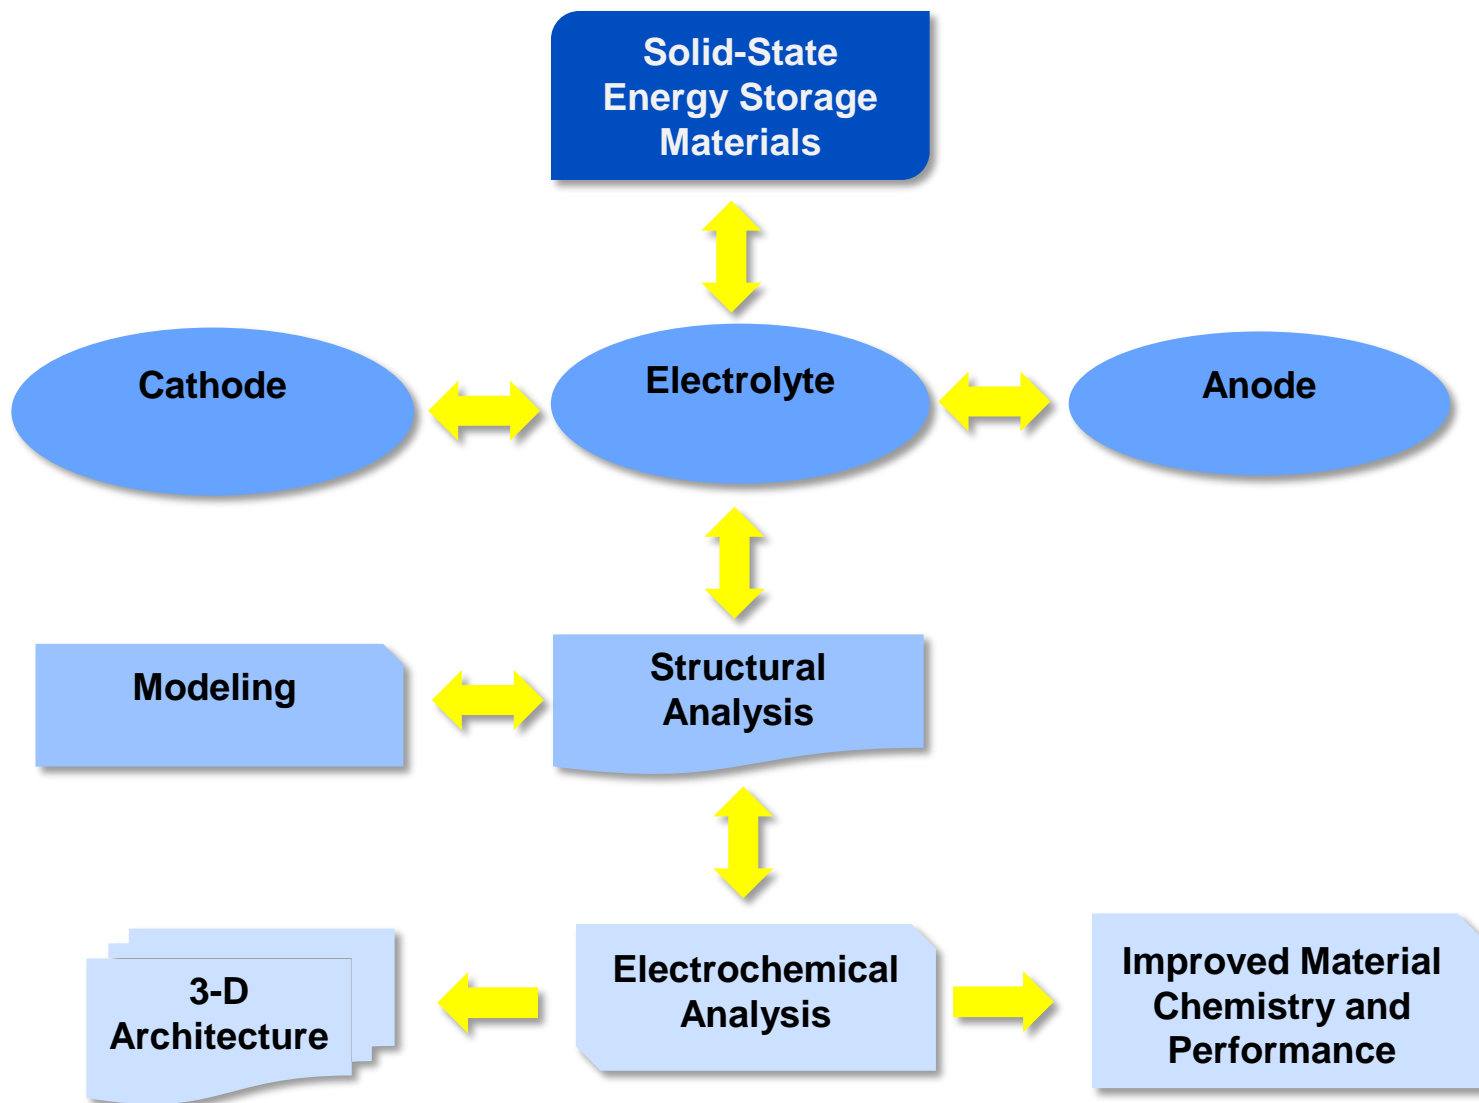 Solid-State
Energy Storage
Materials
Cathode
Electrolyte
Anode
Modeling
Structural
Analysis
3-D
Architecture
Electrochemical
Analysis
Improved Material
Chemistry and
Performance